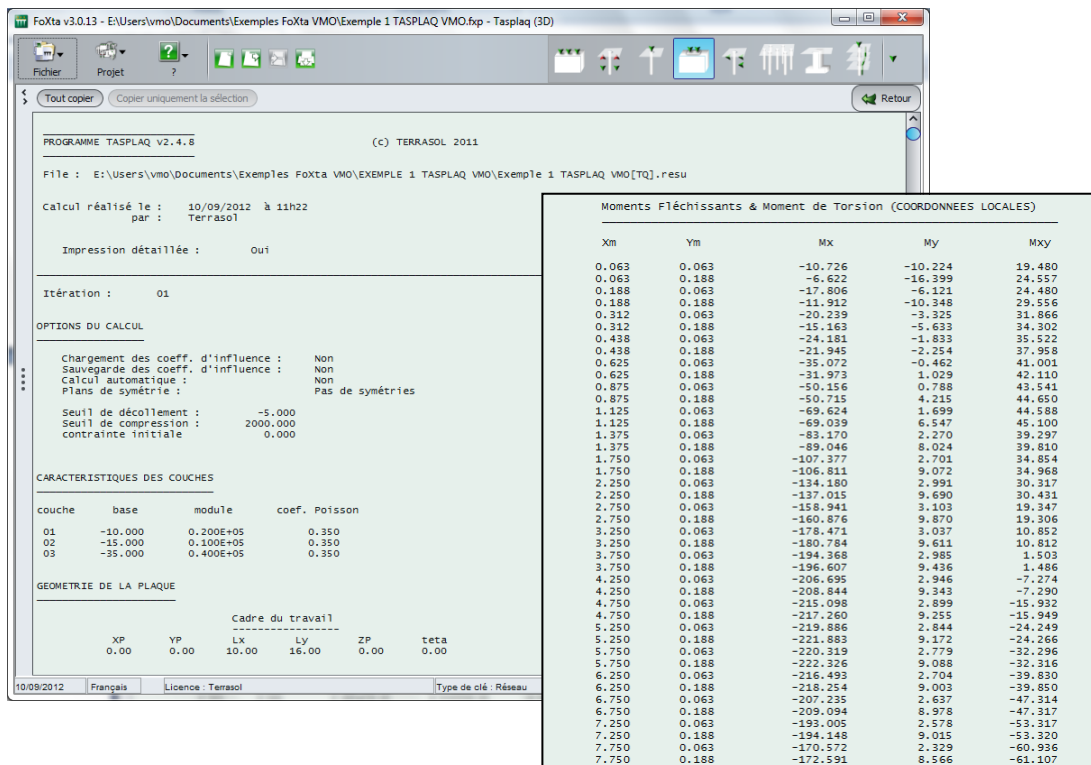 FoXta v3.0.13 - E:\Users\vmo\Documents\Exemples FoXta VMO\Exemple 1 TASPLAQ VMO.fxp - Tasplaq (3D)
Fichier Projet ?
Tout copier Copier uniquement la sélection Retour
PROGRAMME TASPLAQ v2.4.8 (C) TERRASOL 2011
File : E:\Users\vmo\Documents\Exemples FoXta VMO\EXEMPLE 1 TASPLAQ VMO\Exemple 1 TASPLAQ VMO[TQ].resu
Calcul réalisé le : 10/09/2012 à 11h22
par : Terrasol
Impression détaillée : Oui
Itération : 01
OPTIONS DU CALCUL
Chargement des coeff. d'influence : Non
Sauvegarde des coeff. d'influence : Non
Calcul automatique : Non
Plans de symétrie : Pas de symétries
Seuil de décollement : -5.000
Seuil de compression : 2000.000
contrainte initiale 0.000
CARACTERISTIQUES DES COUCHES
couche base module coef. Poisson
01 -10.000 0.200E+05 0.350
02 -15.000 0.100E+05 0.350
03 -35.000 0.400E+05 0.350
GEOMETRIE DE LA PLAQUE
Cadre du travail
XP YP Lx Ly ZP teta
0.00 0.00 10.00 16.00 0.00 0.00
10/09/2012 Français Licence : Terrasol Type de clé : Réseau
Moments Fléchissants & Moment de Torsion (COORDONNEES LOCALES)
Xm Ym Mx My Mxy
0.063 0.063 -10.726 -10.224 19.480
0.063 0.188 -6.622 -16.399 24.557
0.188 0.063 -17.806 -6.121 24.480
0.188 0.188 -11.912 -10.348 29.556
0.312 0.063 -20.239 -3.325 31.866
0.312 0.188 -15.163 -5.633 34.302
0.438 0.063 -24.181 -1.833 35.522
0.438 0.188 -21.945 -2.254 37.958
0.625 0.063 -35.072 -0.462 41.001
0.625 0.188 -31.973 1.029 42.110
0.875 0.063 -50.156 0.788 43.541
0.875 0.188 -50.715 4.215 44.650
1.125 0.063 -69.624 1.699 44.588
1.125 0.188 -69.039 6.547 45.100
1.375 0.063 -83.170 2.270 39.297
1.375 0.188 -89.046 8.024 39.810
1.750 0.063 -107.377 2.701 34.854
1.750 0.188 -106.811 9.072 34.968
2.250 0.063 -134.180 2.991 30.317
2.250 0.188 -137.015 9.690 30.431
2.750 0.063 -158.941 3.103 19.347
2.750 0.188 -160.876 9.870 19.306
3.250 0.063 -178.471 3.037 10.852
3.250 0.188 -180.784 9.611 10.812
3.750 0.063 -194.368 2.985 1.503
3.750 0.188 -196.607 9.436 1.486
4.250 0.063 -206.695 2.946 -7.274
4.250 0.188 -208.844 9.343 -7.290
4.750 0.063 -215.098 2.899 -15.932
4.750 0.188 -217.260 9.255 -15.949
5.250 0.063 -219.886 2.844 -24.249
5.250 0.188 -221.883 9.172 -24.266
5.750 0.063 -220.319 2.779 -32.296
5.750 0.188 -222.326 9.088 -32.316
6.250 0.063 -216.493 2.704 -39.830
6.250 0.188 -218.254 9.003 -39.850
6.750 0.063 -207.235 2.637 -47.314
6.750 0.188 -209.094 8.978 -47.317
7.250 0.063 -193.005 2.578 -53.317
7.250 0.188 -194.148 9.015 -53.320
7.750 0.063 -170.572 2.329 -60.936
7.750 0.188 -172.591 8.566 -61.107